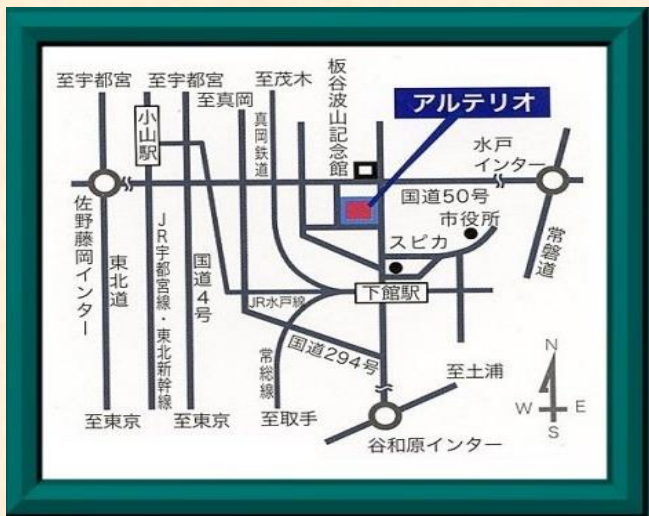 至宇都宮
至宇都宮
至茂木
至真岡
小山駅
真岡鉄道
板谷波山記念館
アルテリオ
水戸
インター
国道50号
市役所
スピカ
常磐道
佐野藤岡インター
東北道
JR宇都宮線・東北新幹線
国道4号
JR水戸線
下館駅
国道294号
常総線
至土浦
至東京
至東京
至取手
谷和原インター
N
W
E
S